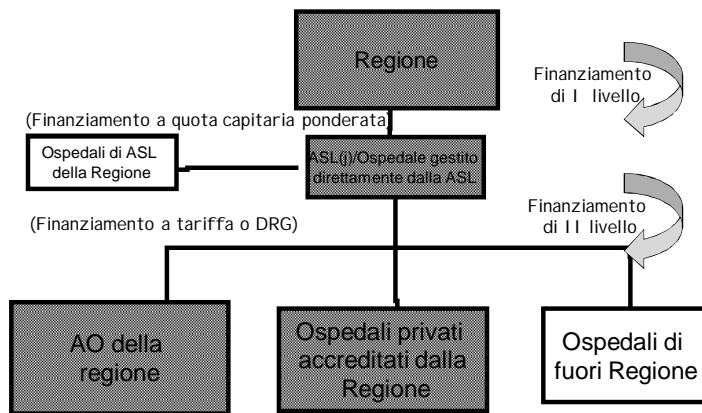 Regione
Finanziamento
di I livello
(Finanziamento a quota capitaria ponderata)
Ospedali di ASL
della Regione
ASL(j)/Ospedale gestito
direttamente dalla ASL
(Finanziamento a tariffa o DRG)
Finanziamento
di II livello
AO della
regione
Ospedali privati
accreditati dalla
Regione
Ospedali di
fuori Regione